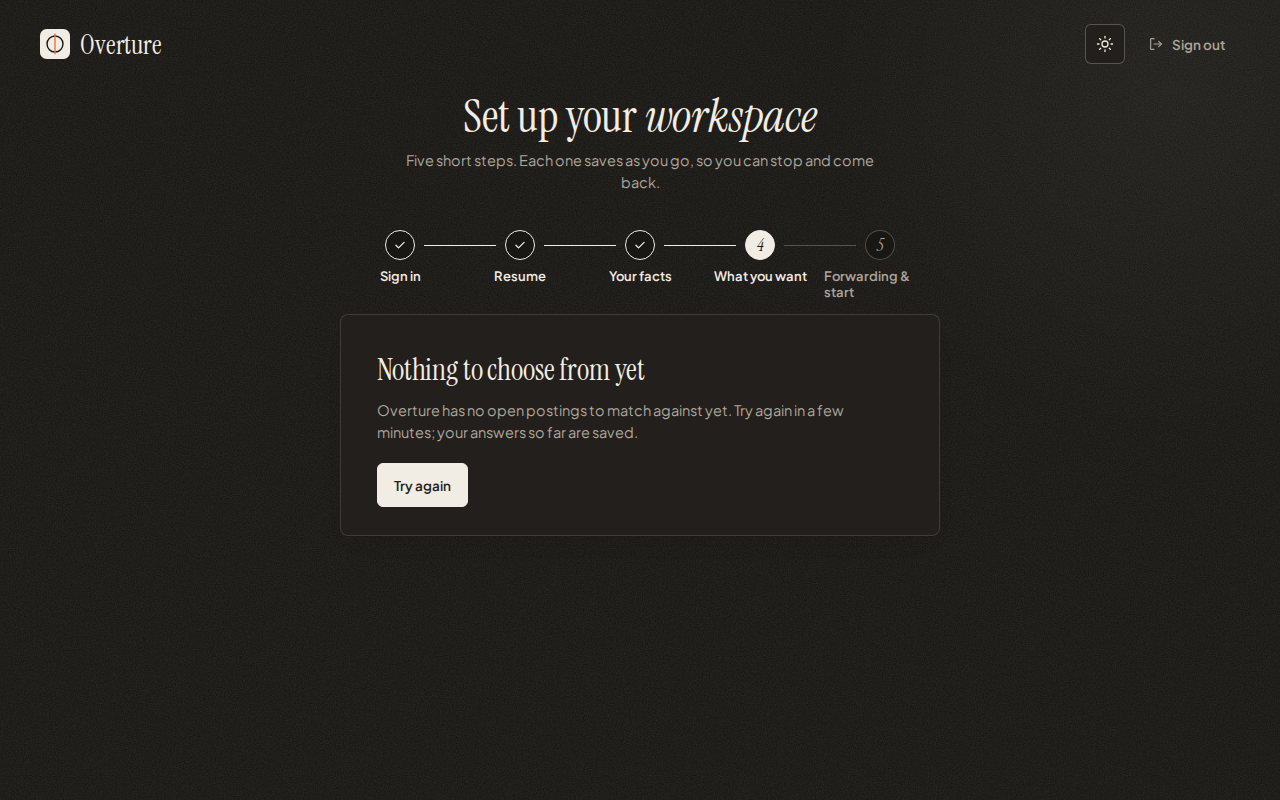 Overture
Sign out
Set up your workspace
Five short steps. Each one saves as you go, so you can stop and come
back.
4
5
Sign in
Resume
Your facts
What you want
Forwarding &
start
Nothing to choose from yet
Overture has no open postings to match against yet. Try again in a few
minutes; your answers so far are saved.
Try again